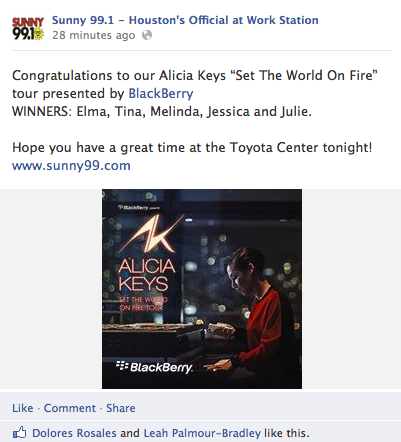 SUNNY
99.1
Sunny 99.1 – Houston's Official at Work Station
28 minutes ago
Congratulations to our Alicia Keys “Set The World On Fire”
tour presented by BlackBerry
WINNERS: Elma, Tina, Melinda, Jessica and Julie.
Hope you have a great time at the Toyota Center tonight!
www.sunny99.com
BlackBerry presents
AK
ALICIA
KEYS
SET THE WORLD
ON FIRE TOUR
BlackBerry
Like · Comment · Share
Dolores Rosales and Leah Palmour-Bradley like this.